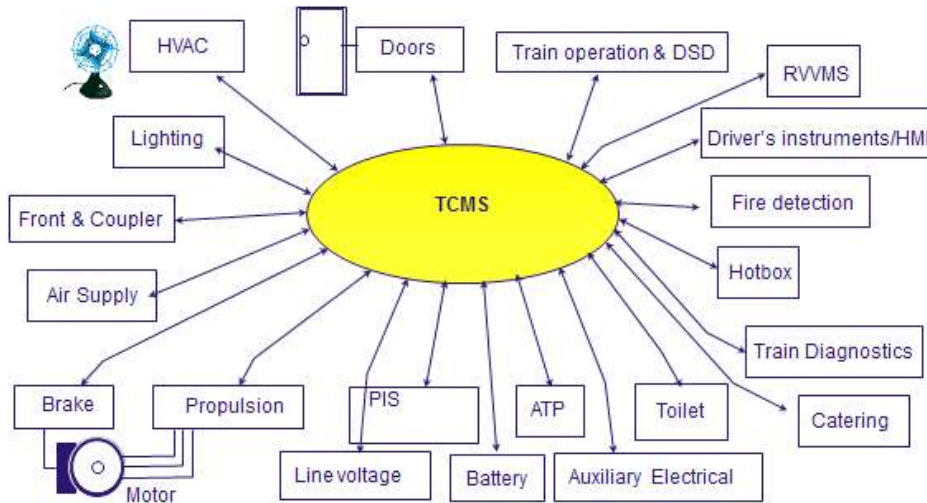 HVAC
Doors
Train operation & DSD
RVVMS
Lighting
Driver's instruments/HMI
TCMS
Front & Coupler
Fire detection
Air Supply
Hotbox
Train Diagnostics
Brake
Propulsion
PIS
ATP
Toilet
Catering
Line voltage
Battery
Auxiliary Electrical
Motor